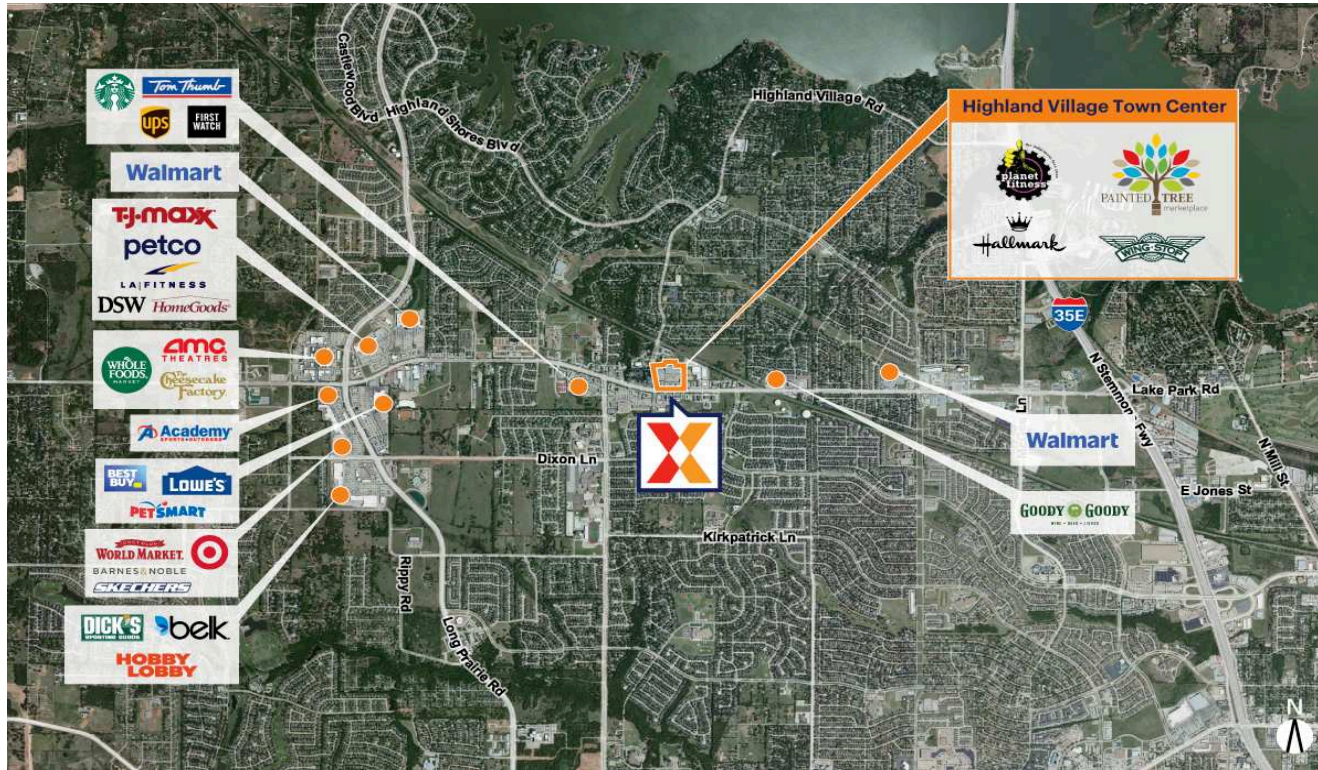 Tom Thumb
ups
FIRST
WATCH
Walmart
T.J.maxx
petco
LA|FITNESS
DSW HomeGoods
WHOLE
FOODS
MARKET
amc
THEATRES
The
Cheesecake
Factory
Academy
SPORTS+OUTDOORS
BEST
BUY
LOWE'S
PETSMART
WORLD MARKET.
BARNES&NOBLE
SKECHERS
DICK'S
SPORTING GOODS
belk
HOBBY
LOBBY
Castlewood Blvd
Highland Shores Blvd
Highland Village Rd
Highland Village Town Center
planet
fitness
PAINTED TREE
marketplace
Hallmark
WING·STOP
35E
N Stemmon Fwy
Lake Park Rd
Ln
N Mill St
Walmart
E Jones St
GOODY GOODY
WINE • BEER • LIQUOR
Dixon Ln
Kirkpatrick Ln
Rippy Rd
Long Prairie Rd
N